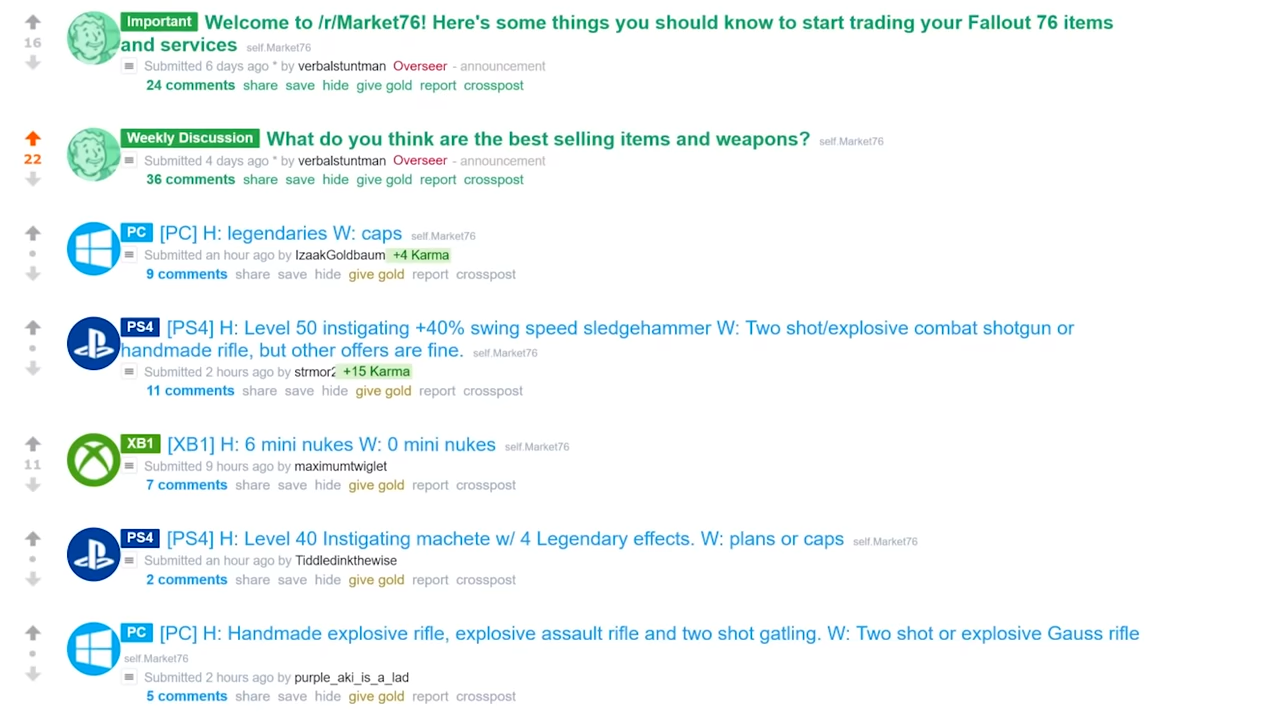 Important Welcome to /r/Market76! Here's some things you should know to start trading your Fallout 76 items
16
and services self.Market76
Submitted 6 days ago * by verbalstuntman Overseer - announcement
24 comments share save hide give gold report crosspost
Weekly Discussion What do you think are the best selling items and weapons? self.Market76
22
Submitted 4 days ago * by verbalstuntman Overseer - announcement
36 comments share save hide give gold report crosspost
PC [PC] H: legendaries W: caps self.Market76
Submitted an hour ago by IzaakGoldbaum +4 Karma
9 comments share save hide give gold report crosspost
PS4 [PS4] H: Level 50 instigating +40% swing speed sledgehammer W: Two shot/explosive combat shotgun or
handmade rifle, but other offers are fine. self.Market76
Submitted 2 hours ago by strmor2 +15 Karma
11 comments share save hide give gold report crosspost
XB1 [XB1] H: 6 mini nukes W: 0 mini nukes self.Market76
11
Submitted 9 hours ago by maximumtwiglet
7 comments share save hide give gold report crosspost
PS4 [PS4] H: Level 40 Instigating machete w/ 4 Legendary effects. W: plans or caps self.Market76
Submitted an hour ago by Tiddledinkthewise
2 comments share save hide give gold report crosspost
PC [PC] H: Handmade explosive rifle, explosive assault rifle and two shot gatling. W: Two shot or explosive Gauss rifle
self.Market76
Submitted 2 hours ago by purple_aki_is_a_lad
5 comments share save hide give gold report crosspost